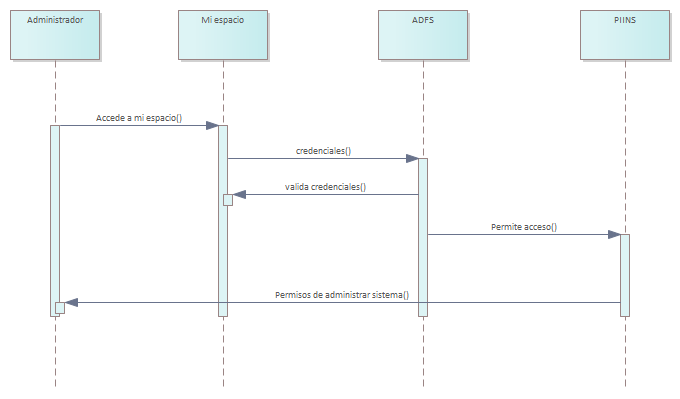 Administrador
Mi espacio
ADFS
PIINS
Accede a mi espacio()
credenciales()
valida credenciales()
Permite acceso()
Permisos de administrar sistema()